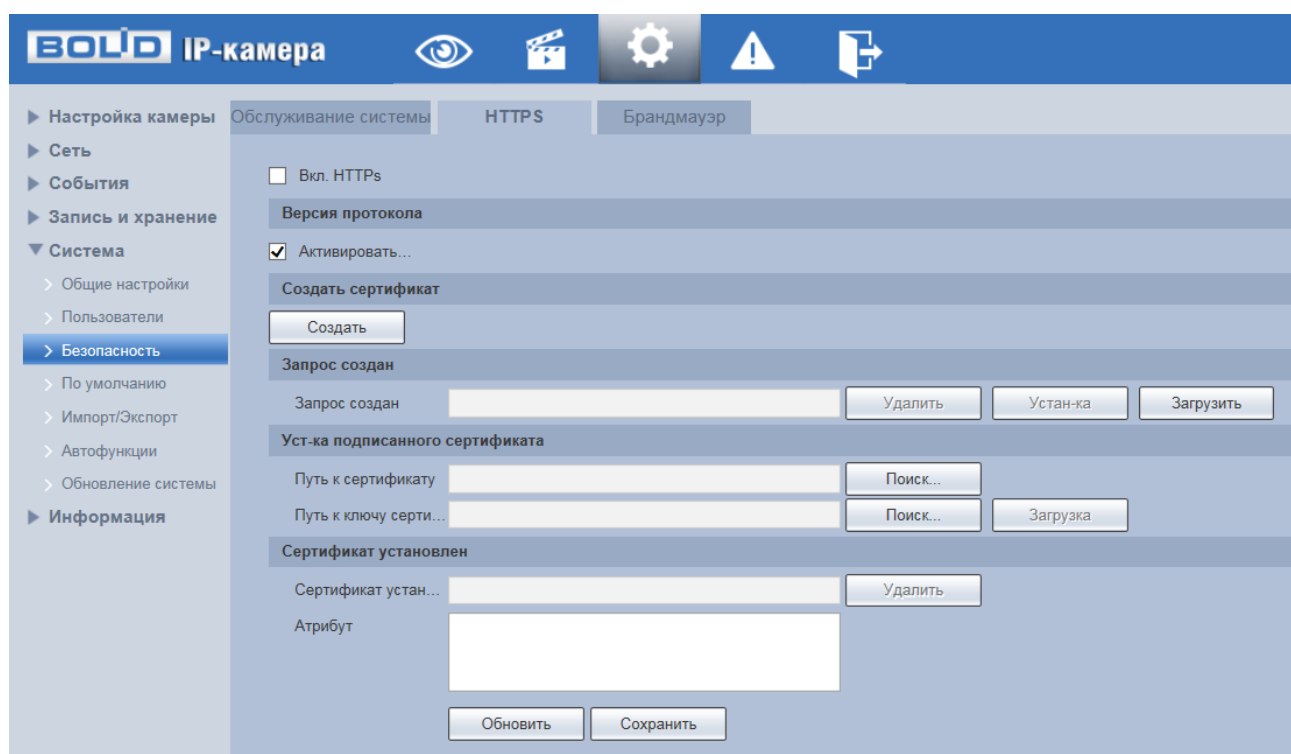 BOLID IP-камера
Настройка камеры
Сеть
События
Запись и хранение
Система
Общие настройки
Пользователи
Безопасность
По умолчанию
Импорт/Экспорт
Автофункции
Обновление системы
Информация
Обслуживание системы HTTPS Брандмауэр
Вкл. HTTPs
Версия протокола
Активировать...
Создать сертификат
Создать
Запрос создан
Запрос создан Удалить Устан-ка Загрузить
Уст-ка подписанного сертификата
Путь к сертификату Поиск...
Путь к ключу серти... Поиск... Загрузка
Сертификат установлен
Сертификат устан... Удалить
Атрибут
Обновить Сохранить